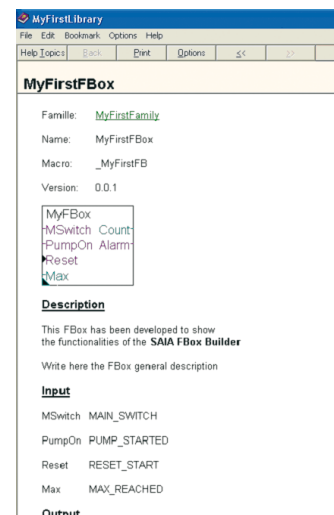 MyFirstLibrary
File Edit Bookmark Options Help
Help Topics Back Print Options << >>
MyFirstFBox
Famille: MyFirstFamily
Name: MyFirstFBox
Macro: _MyFirstFB
Version: 0.0.1
MyFBox
MSwitch Count
PumpOn Alarm
Reset
Max
Description
This FBox has been developed to show
the functionalities of the SAIA FBox Builder
Write here the FBox general description
Input
MSwitch MAIN_SWITCH
PumpOn PUMP_STARTED
Reset RESET_START
Max MAX_REACHED
Output